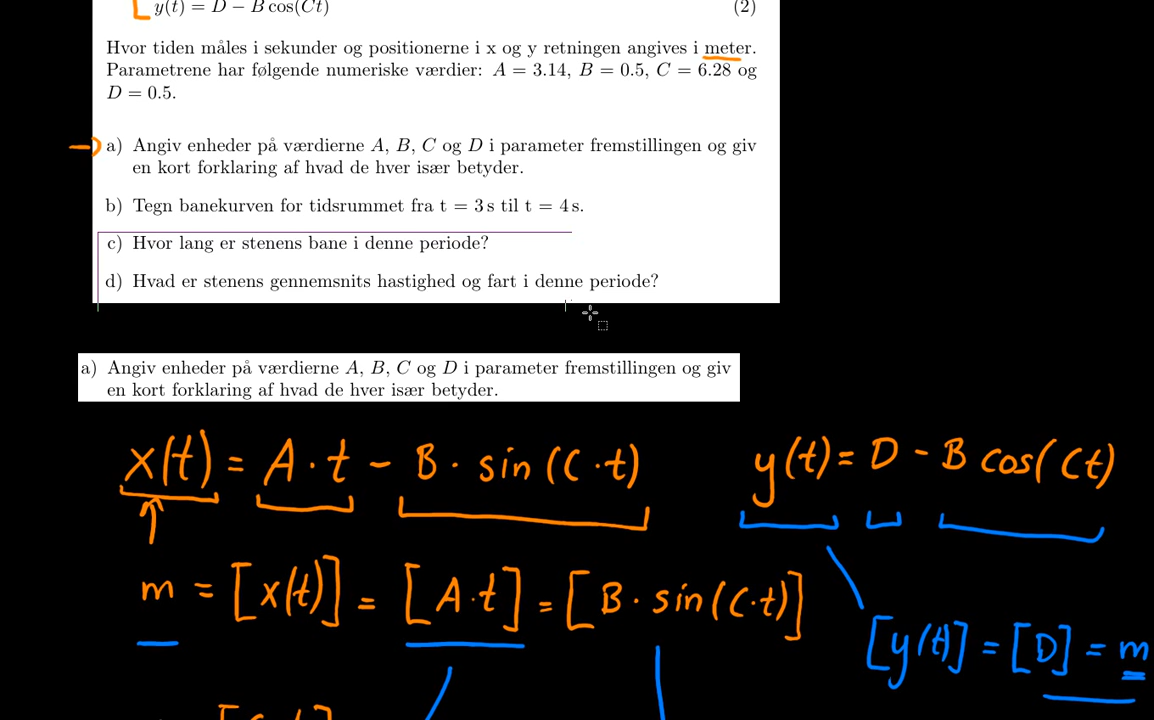 y(t) = D − B cos(Ct) (2)
Hvor tiden måles i sekunder og positionerne i x og y retningen angives i meter.
Parametrene har følgende numeriske værdier: A = 3.14, B = 0.5, C = 6.28 og
D = 0.5.
a) Angiv enheder på værdierne A, B, C og D i parameter fremstillingen og giv
en kort forklaring af hvad de hver især betyder.
b) Tegn banekurven for tidsrummet fra t = 3 s til t = 4 s.
c) Hvor lang er stenens bane i denne periode?
d) Hvad er stenens gennemsnits hastighed og fart i denne periode?
a) Angiv enheder på værdierne A, B, C og D i parameter fremstillingen og giv
en kort forklaring af hvad de hver især betyder.
x(t) = A · t − B · sin(C · t) y(t) = D − B cos(Ct)
m = [x(t)] = [A·t] = [B · sin(C·t)]
[y(t)] = [D] = m